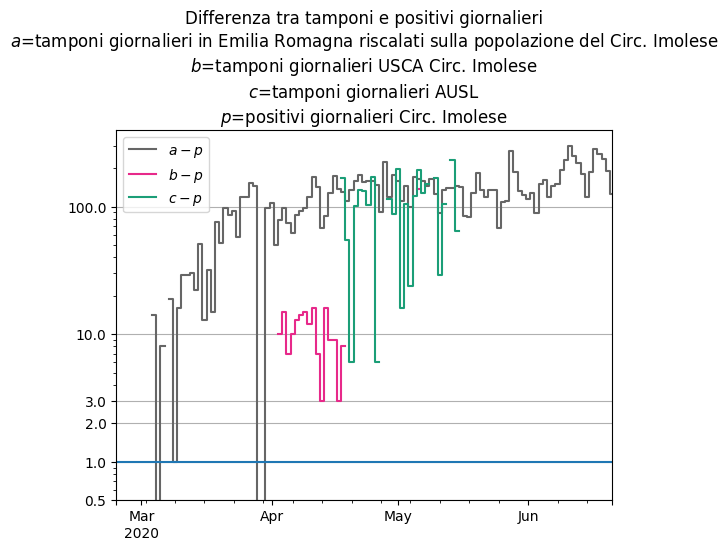 Differenza tra tamponi e positivi giornalieri
a=tamponi giornalieri in Emilia Romagna riscalati sulla popolazione del Circ. Imolese
b=tamponi giornalieri USCA Circ. Imolese
c=tamponi giornalieri AUSL
p=positivi giornalieri Circ. Imolese
a − p
b − p
c − p
100.0
10.0
3.0
2.0
1.0
0.5
Mar Apr May Jun
2020